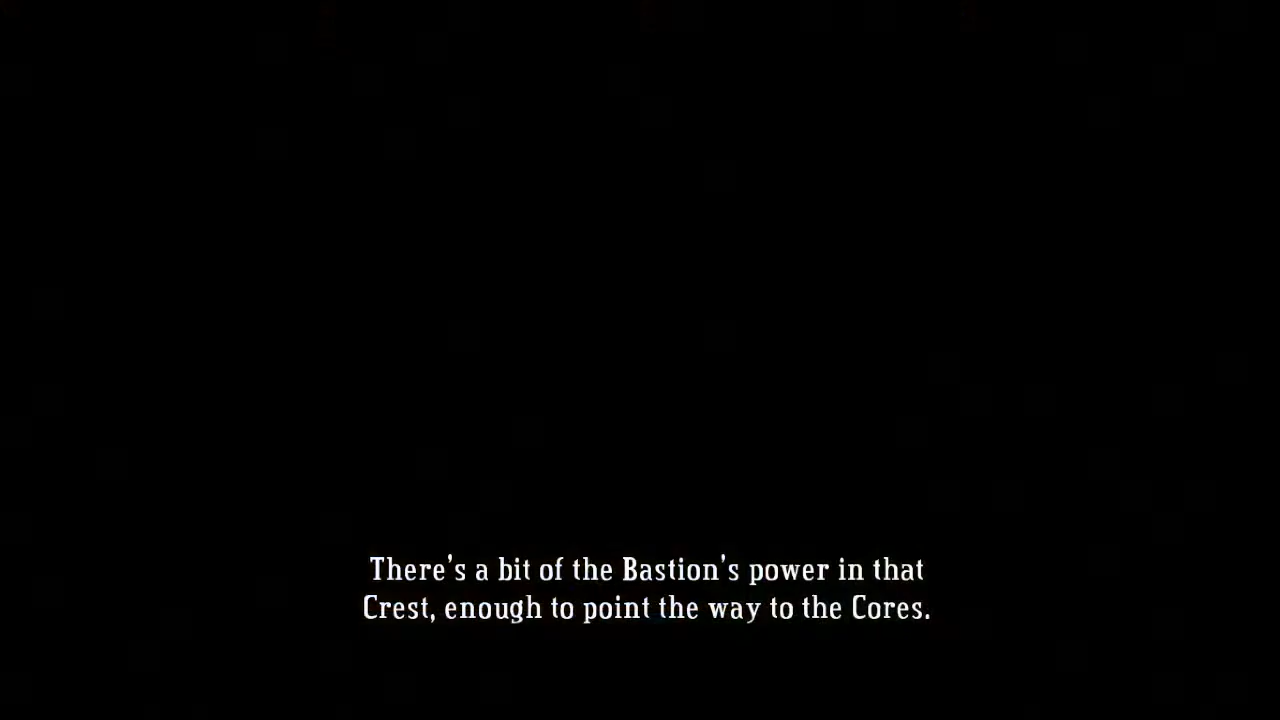 There's a bit of the Bastion's power in that
Crest, enough to point the way to the Cores.